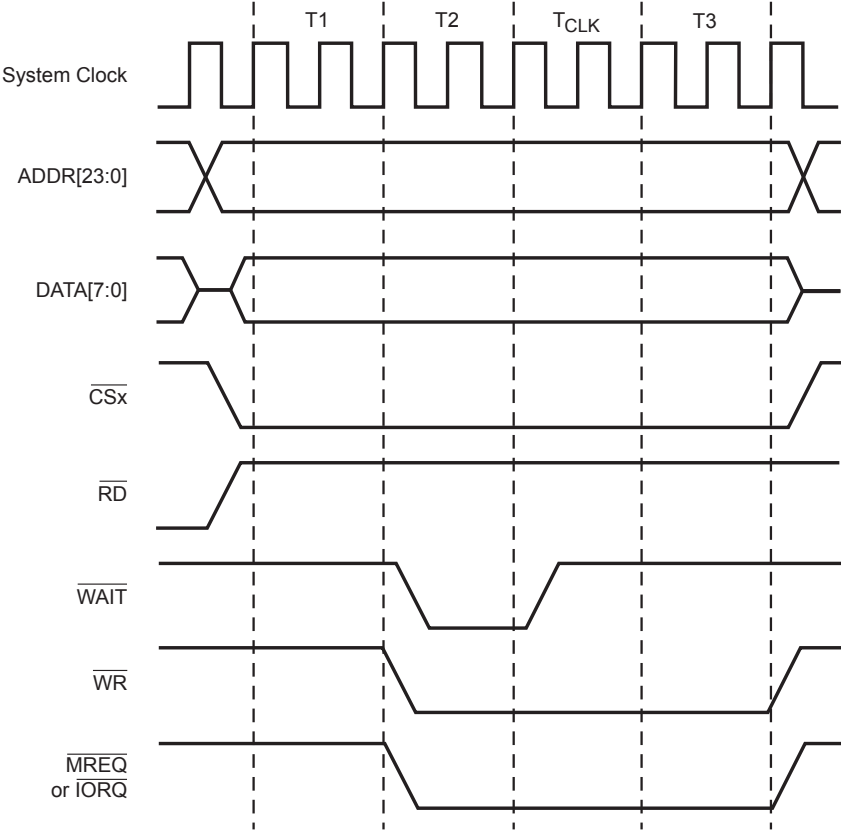 T1 T2 TCLK T3
System Clock
ADDR[23:0]
DATA[7:0]
CSx
RD
WAIT
WR
MREQ
or IORQ